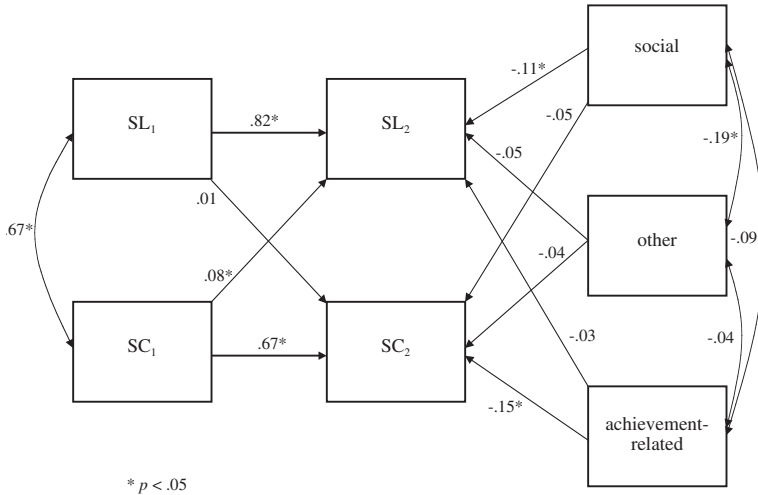 social
-.11*
SL₁
.82*
SL₂
-.05
-.19*
-.05
.01
.67*
other
-.09
-.04
.08*
SC₁
.67*
SC₂
-.03
-.04
-.15*
achievement-
related
* p < .05